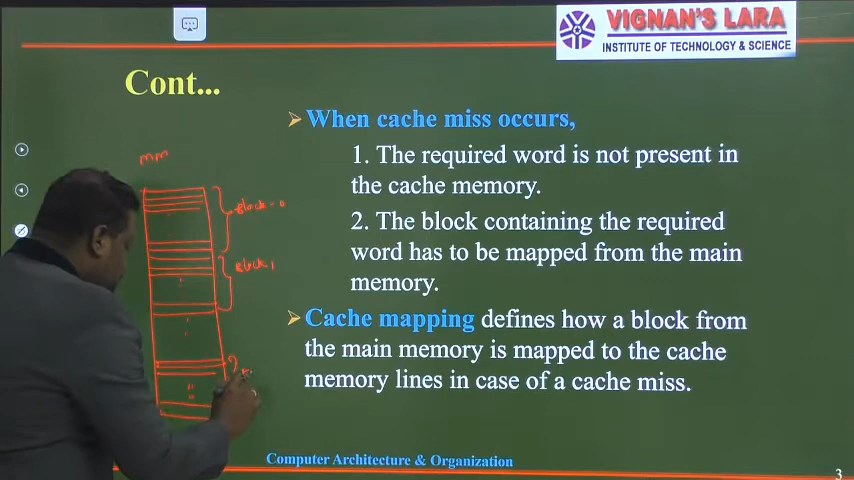 VIGNAN'S LARA
INSTITUTE OF TECHNOLOGY & SCIENCE
Cont...
When cache miss occurs,
1. The required word is not present in
the cache memory.
2. The block containing the required
word has to be mapped from the main
memory.
Cache mapping defines how a block from
the main memory is mapped to the cache
memory lines in case of a cache miss.
MM
Block-0
Block 1
Computer Architecture & Organization
3